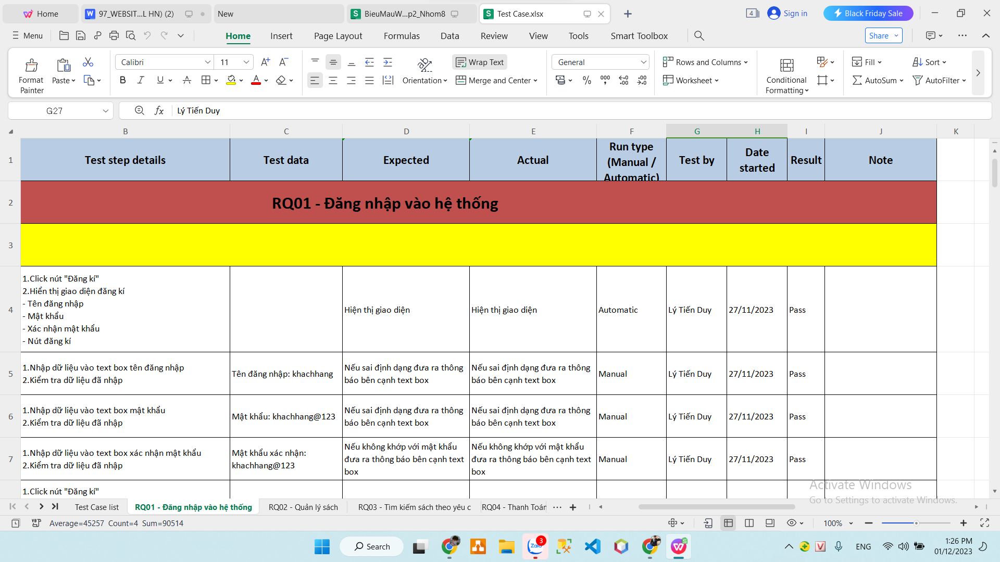 Home
97_WEBSIT...L HN) (2)
New
BieuMauW...p2_Nhom8
Test Case.xlsx
4
Sign in
Black Friday Sale
Menu
Home
Insert
Page Layout
Formulas
Data
Review
View
Tools
Smart Toolbox
Share
Format
Painter
Paste
Calibri
11
Orientation
Wrap Text
Merge and Center
General
Rows and Columns
Worksheet
Conditional
Formatting
Fill
Sort
AutoSum
AutoFilter
G27
Lý Tiến Duy
B C D E F G H I J K
1
Test step details
Test data
Expected
Actual
Run type
(Manual /
Automatic)
Test by
Date
started
Result
Note
2
RQ01 - Đăng nhập vào hệ thống
3
4
1.Click nút "Đăng kí"
2.Hiển thị giao diện đăng kí
- Tên đăng nhập
- Mật khẩu
- Xác nhận mật khẩu
- Nút đăng kí
Hiện thị giao diện
Hiện thị giao diện
Automatic
Lý Tiến Duy
27/11/2023
Pass
5
1.Nhập dữ liệu vào text box tên đăng nhập
2.Kiểm tra dữ liệu đã nhập
Tên đăng nhập: khachhang
Nếu sai định dạng đưa ra thông
báo bên cạnh text box
Nếu sai định dạng đưa ra thông
báo bên cạnh text box
Manual
Lý Tiến Duy
27/11/2023
Pass
6
1.Nhập dữ liệu vào text box mật khẩu
2.Kiểm tra dữ liệu đã nhập
Mật khẩu: khachhang@123
Nếu sai định dạng đưa ra thông
báo bên cạnh text box
Nếu sai định dạng đưa ra thông
báo bên cạnh text box
Manual
Lý Tiến Duy
27/11/2023
Pass
7
1.Nhập dữ liệu vào text box xác nhận mật khẩu
2.Kiểm tra dữ liệu đã nhập
Mật khẩu xác nhận:
khachhang@123
Nếu không khớp với mật khẩu
đưa ra thông báo bên cạnh text
box
Nếu không khớp với mật khẩu
đưa ra thông báo bên cạnh text
box
Manual
Lý Tiến Duy
27/11/2023
Pass
1.Click nút "Đăng kí"
Activate Windows
Go to Settings to activate Windows.
Test Case list
RQ01 - Đăng nhập vào hệ thống
RQ02 - Quản lý sách
RQ03 - Tìm kiếm sách theo yêu c
RQ04 - Thanh Toán
Average=45257 Count=4 Sum=90514
100%
Search
Zalo
3
ENG
1:26 PM
01/12/2023